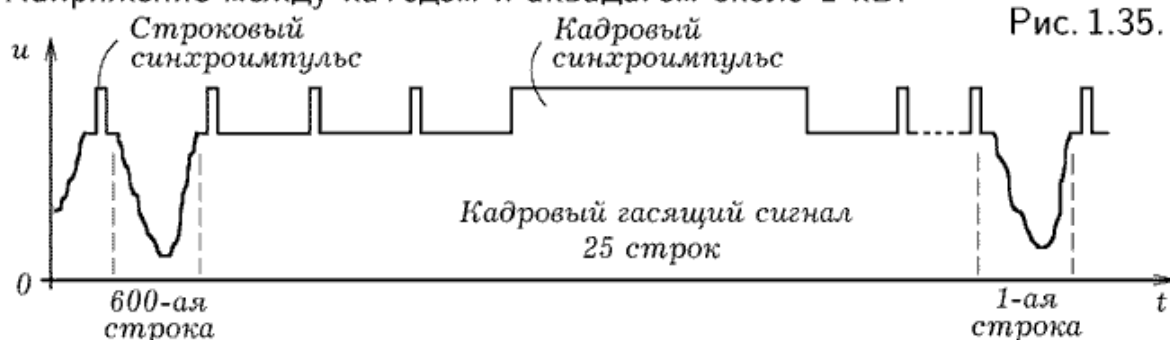 Рис. 1.35.
Строковый
синхроимпульс
Кадровый
синхроимпульс
u
Кадровый гасящий сигнал
25 строк
0
600-ая
строка
1-ая
строка
t